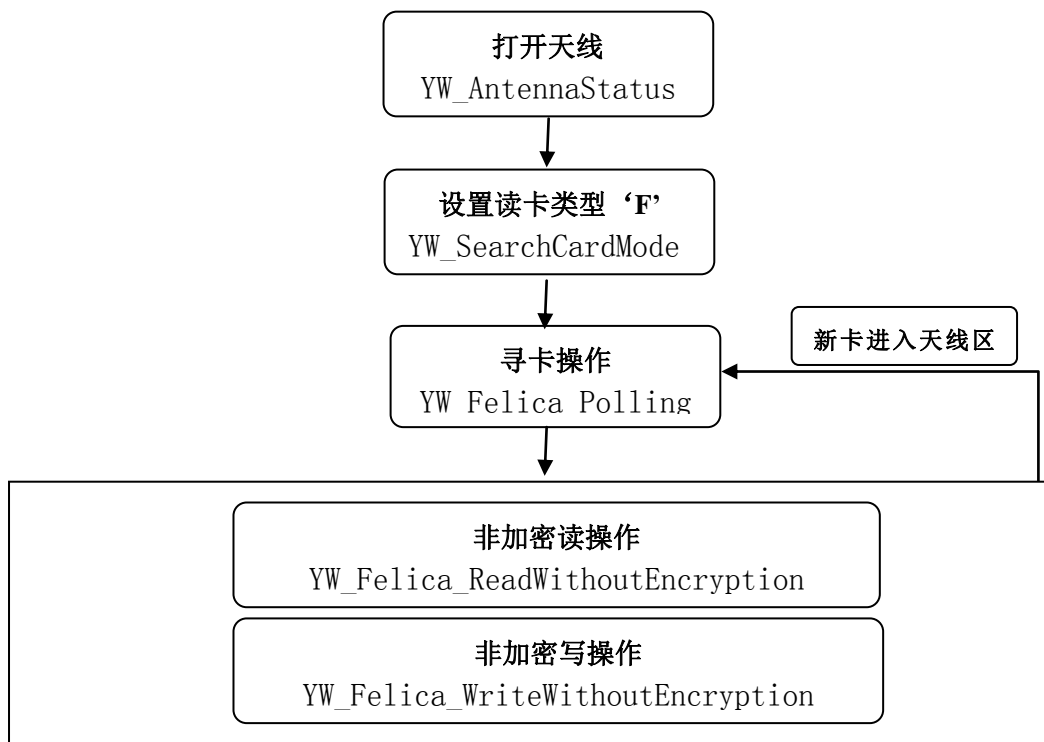 打开天线
YW_AntennaStatus
设置读卡类型‘F’
YW_SearchCardMode
新卡进入天线区
寻卡操作
YW Felica Polling
非加密读操作
YW_Felica_ReadWithoutEncryption
非加密写操作
YW_Felica_WriteWithoutEncryption